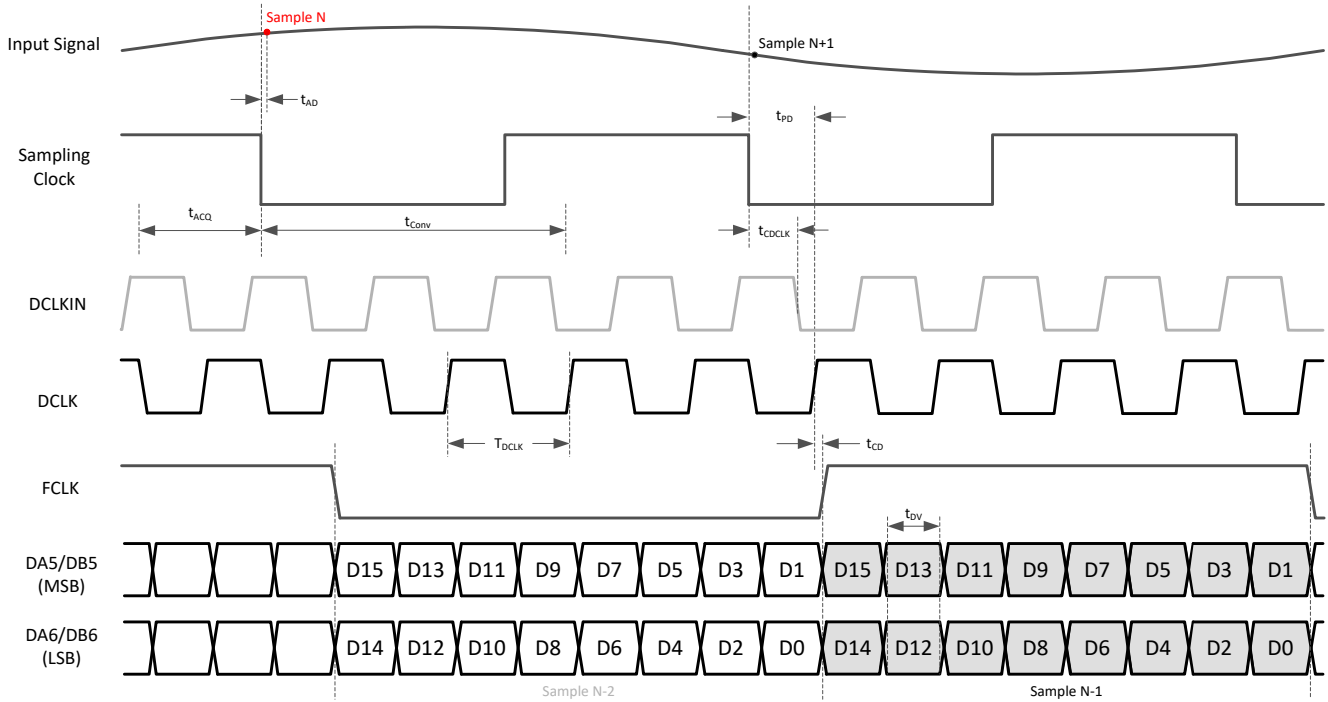 Sample N
Input Signal
Sample N+1
tAD
tPD
Sampling
Clock
tACQ
tConv
tCDCLK
DCLKIN
DCLK
TDCLK
tCD
FCLK
tDV
DA5/DB5
(MSB)
D15 D13 D11 D9 D7 D5 D3 D1 D15 D13 D11 D9 D7 D5 D3 D1
DA6/DB6
(LSB)
D14 D12 D10 D8 D6 D4 D2 D0 D14 D12 D10 D8 D6 D4 D2 D0
Sample N-2
Sample N-1